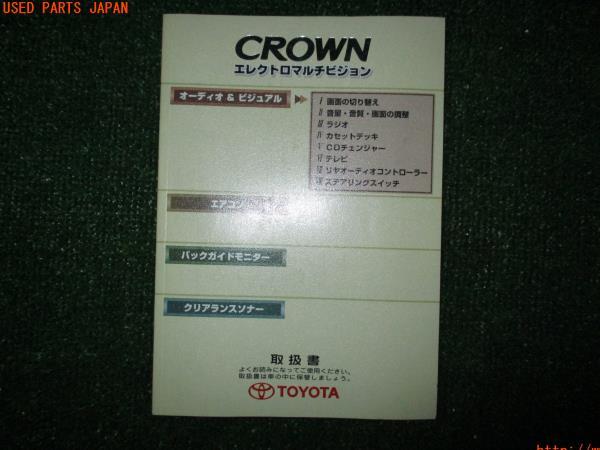 USED PARTS JAPAN
CROWN
エレクトロマルチビジョン
オーディオ & ビジュアル
Ⅰ 画面の切り替え
Ⅱ 音量・音質・画面の調整
Ⅲ ラジオ
Ⅳ カセットデッキ
Ⅴ CDチェンジャー
Ⅵ テレビ
Ⅶ リヤオーディオコントローラー
Ⅷ ステアリングスイッチ
エアコン
バックガイドモニター
クリアランスソナー
取扱書
よくお読みになってご使用ください。
取扱書は車の中に保管しましょう。
TOYOTA